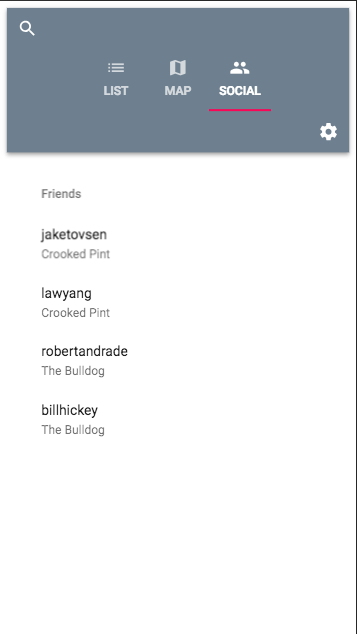 LIST
MAP
SOCIAL
Friends
jaketovsen
Crooked Pint
lawyang
Crooked Pint
robertandrade
The Bulldog
billhickey
The Bulldog